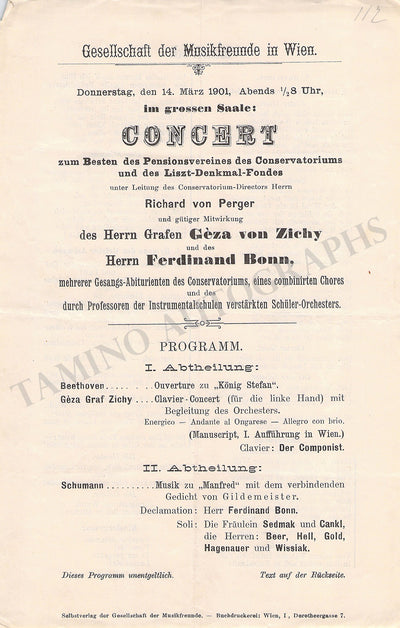 112
Gesellschaft der Musikfreunde in Wien.
Donnerstag, den 14. März 1901, Abends ½8 Uhr,
im grossen Saale:
CONCERT
zum Besten des Pensionsvereines des Conservatoriums
und des Liszt-Denkmal-Fondes
unter Leitung des Conservatorium-Directors Herrn
Richard von Perger
und gütiger Mitwirkung
des Herrn Grafen Gèza von Zichy
und des
Herrn Ferdinand Bonn,
mehrerer Gesangs-Abiturienten des Conservatoriums, eines combinirten Chores
und des
durch Professoren der Instrumentalschulen verstärkten Schüler-Orchesters.
TAMINO AUTOGRAPHS
PROGRAMM.
I. Abtheilung:
Beethoven. . . . . . Ouverture zu „König Stefan“.
Gèza Graf Zichy . . . . Clavier-Concert (für die linke Hand) mit
Begleitung des Orchesters.
Energico — Andante al Ongarese — Allegro con brio.
(Manuscript, I. Aufführung in Wien.)
Clavier: Der Componist.
II. Abtheilung:
Schumann . . . . . . . . . . Musik zu „Manfred“ mit dem verbindenden
Gedicht von Gildemeister.
Declamation: Herr Ferdinand Bonn.
Soli: Die Fräulein Sedmak und Cankl,
die Herren: Beer, Hell, Gold,
Hagenauer und Wissiak.
Dieses Programm unentgeltlich. Text auf der Rückseite.
Selbstverlag der Gesellschaft der Musikfreunde. — Buchdruckerei: Wien, I., Dorotheergasse 7.